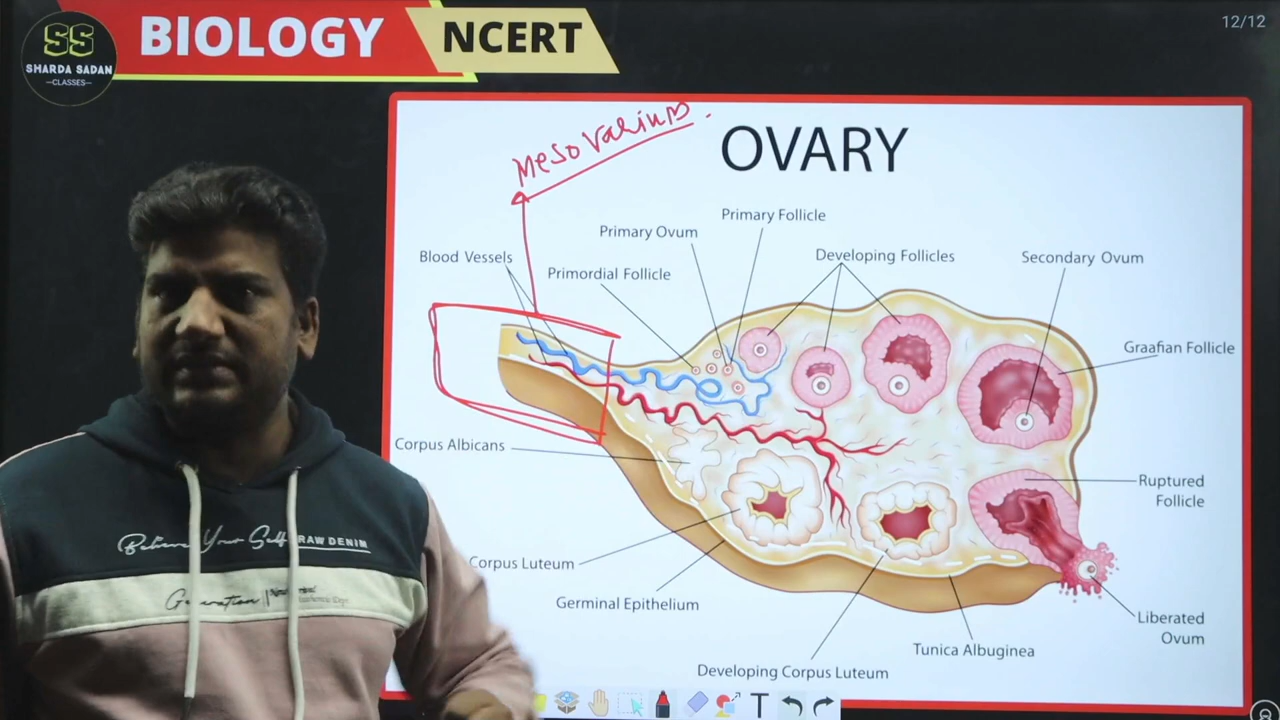 SS
SHARDA SADAN
—CLASSES—
BIOLOGY
NCERT
12/12
Mesovarium.
OVARY
Primary Follicle
Primary Ovum
Blood Vessels
Primordial Follicle
Developing Follicles
Secondary Ovum
Graafian Follicle
Corpus Albicans
Ruptured
Follicle
Corpus Luteum
Germinal Epithelium
Liberated
Ovum
Tunica Albuginea
Developing Corpus Luteum
Believe Your Self RAW DENIM
Generation
T